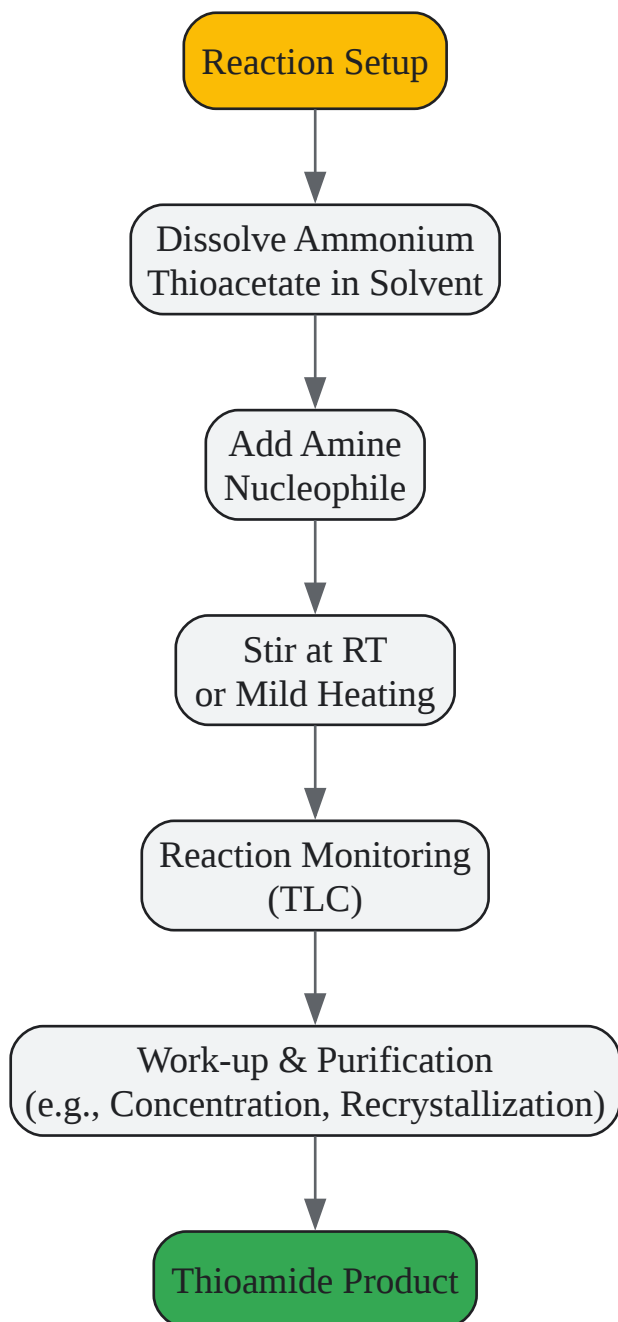 Reaction Setup
Dissolve Ammonium
Thioacetate in Solvent
Add Amine
Nucleophile
Stir at RT
or Mild Heating
Reaction Monitoring
(TLC)
Work-up & Purification
(e.g., Concentration, Recrystallization)
Thioamide Product